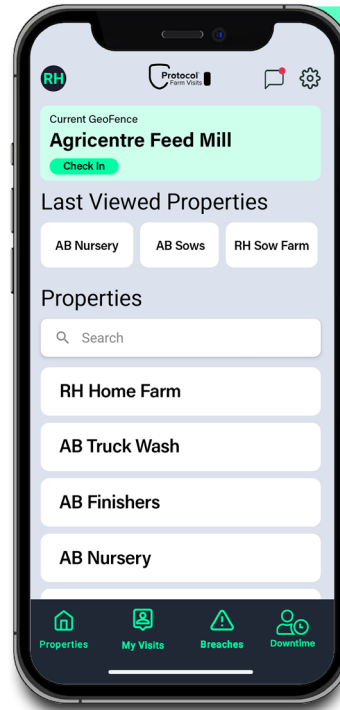 RH
Protocol
Farm Visits
Current GeoFence
Agricentre Feed Mill
Check In
Last Viewed Properties
AB Nursery
AB Sows
RH Sow Farm
Properties
Search
RH Home Farm
AB Truck Wash
AB Finishers
AB Nursery
Properties
My Visits
Breaches
Downtime